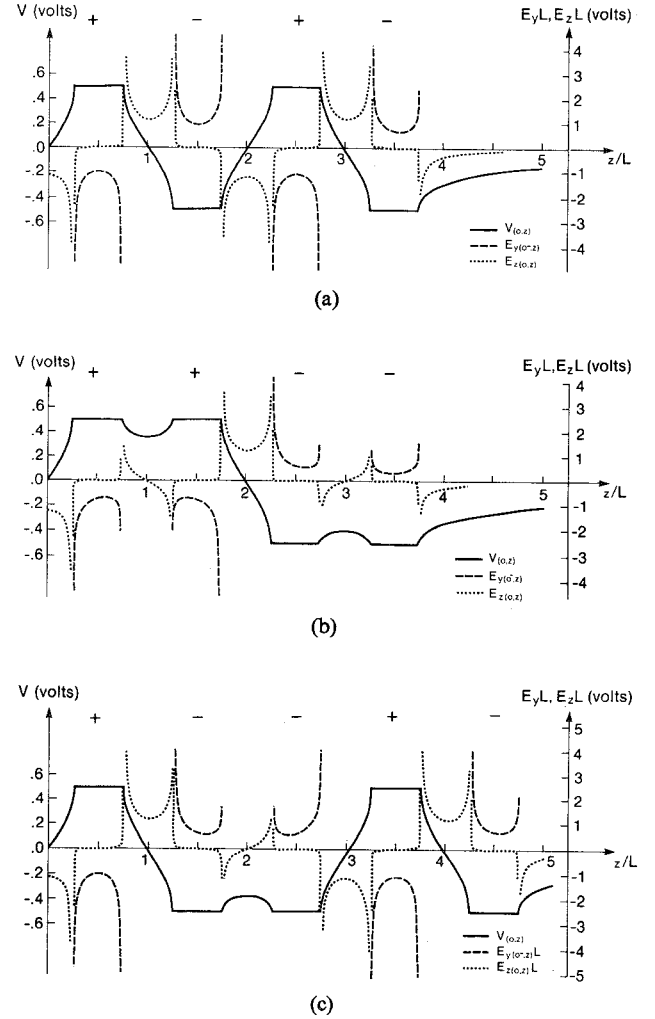 V (volts) + - + - EyL, EzL (volts)
.6
.4
.2
.0
-.2
-.4
-.6
1 2 3 4 5 z/L
4
3
2
1
-1
-2
-3
-4
V(o,z)
Ey(o-,z)
Ez(o,z)
(a)
V (volts) + + - - EyL, EzL (volts)
.6
.4
.2
.0
-.2
-.4
-.6
1 2 3 4 5 z/L
4
3
2
1
-1
-2
-3
-4
V(o,z)
Ey(o-,z)
Ez(o,z)
(b)
V (volts) + - - + - EyL, EzL (volts)
.6
.4
.2
.0
-.2
-.4
-.6
1 2 3 4 5 z/L
5
4
3
2
1
-1
-2
-3
-4
-5
V(o,z)
Ey(o-,z)L
Ez(o,z)L
(c)